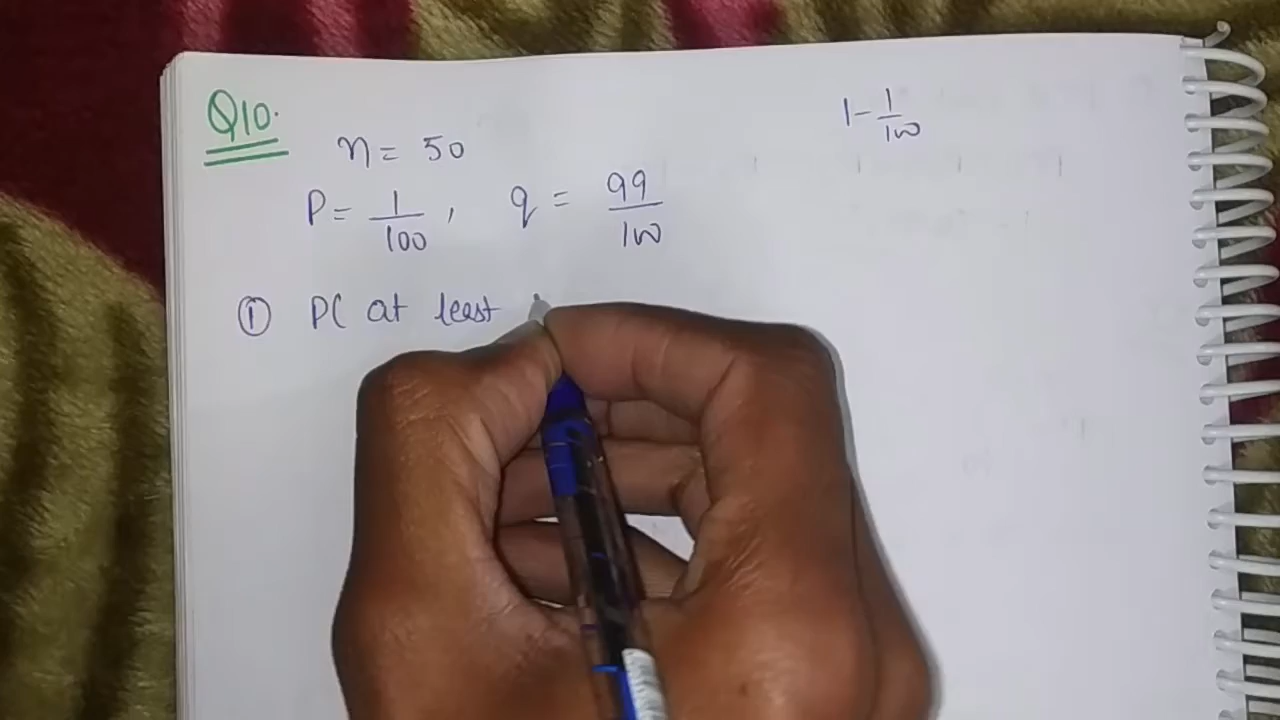 Q10.
1 - 1/100
n = 50
P = 1/100, q = 99/100
① P( at least